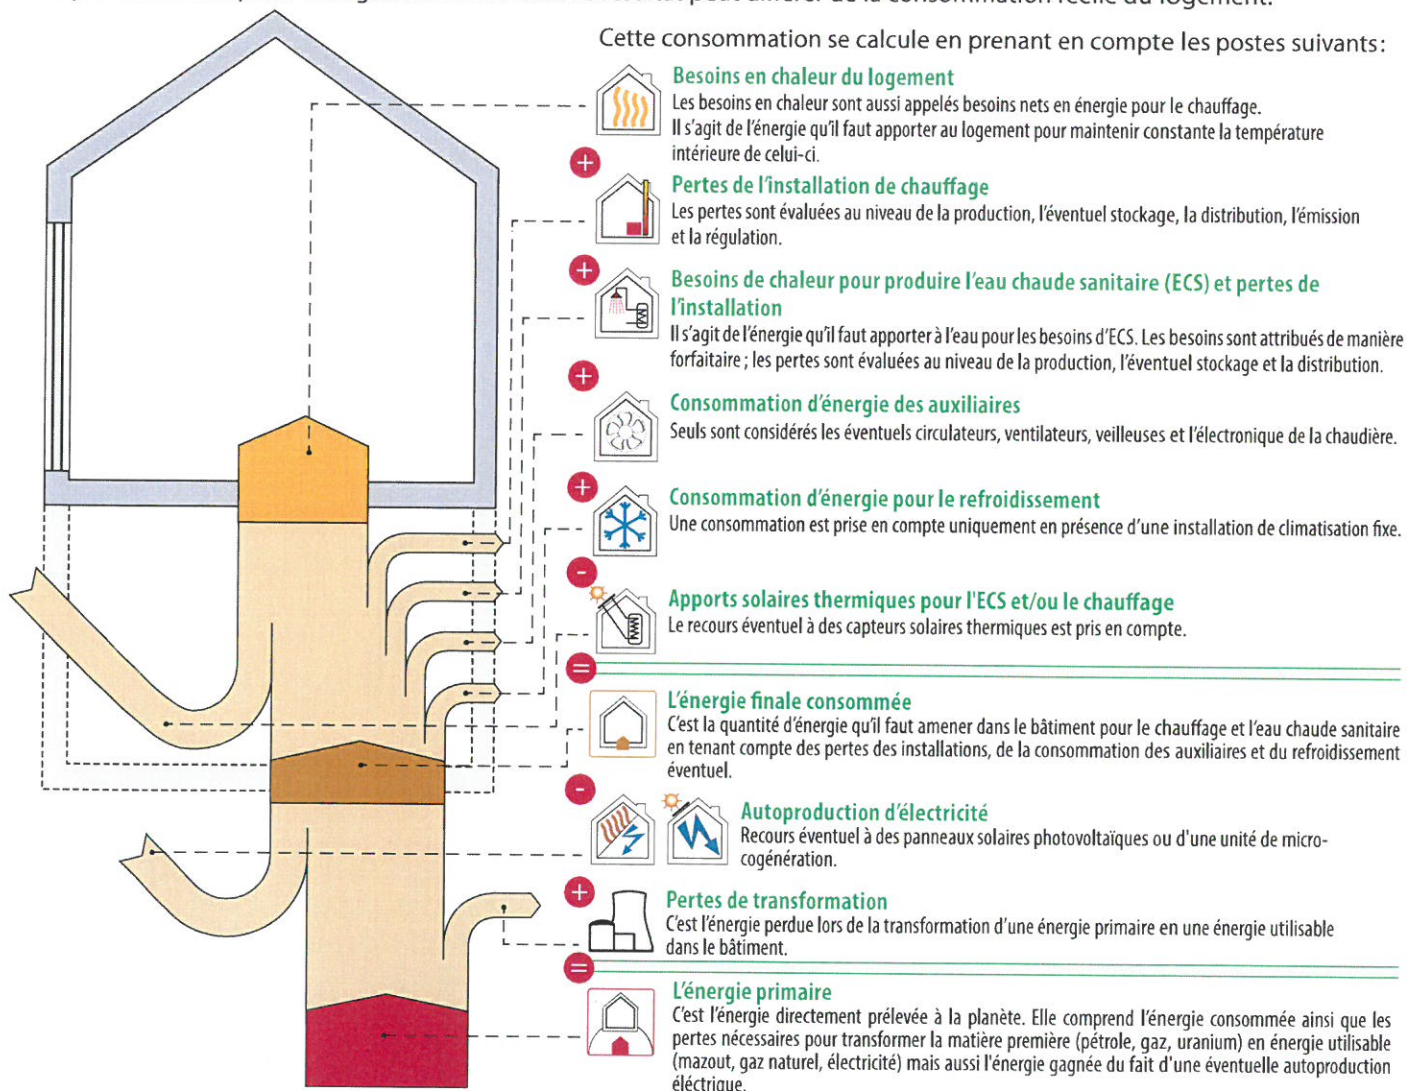 peut différer de la consommation réelle du logement.
Cette consommation se calcule en prenant en compte les postes suivants:
Besoins en chaleur du logement
Les besoins en chaleur sont aussi appelés besoins nets en énergie pour le chauffage.
Il s'agit de l'énergie qu'il faut apporter au logement pour maintenir constante la température
intérieure de celui-ci.
+
Pertes de l'installation de chauffage
Les pertes sont évaluées au niveau de la production, l'éventuel stockage, la distribution, l'émission
et la régulation.
+
Besoins de chaleur pour produire l'eau chaude sanitaire (ECS) et pertes de
l'installation
Il s'agit de l'énergie qu'il faut apporter à l'eau pour les besoins d'ECS. Les besoins sont attribués de manière
forfaitaire ; les pertes sont évaluées au niveau de la production, l'éventuel stockage et la distribution.
+
Consommation d'énergie des auxiliaires
Seuls sont considérés les éventuels circulateurs, ventilateurs, veilleuses et l'électronique de la chaudière.
+
Consommation d'énergie pour le refroidissement
Une consommation est prise en compte uniquement en présence d'une installation de climatisation fixe.
-
Apports solaires thermiques pour l'ECS et/ou le chauffage
Le recours éventuel à des capteurs solaires thermiques est pris en compte.
=
L'énergie finale consommée
C'est la quantité d'énergie qu'il faut amener dans le bâtiment pour le chauffage et l'eau chaude sanitaire
en tenant compte des pertes des installations, de la consommation des auxiliaires et du refroidissement
éventuel.
-
Autoproduction d'électricité
Recours éventuel à des panneaux solaires photovoltaïques ou d'une unité de micro-
cogénération.
+
Pertes de transformation
C'est l'énergie perdue lors de la transformation d'une énergie primaire en une énergie utilisable
dans le bâtiment.
=
L'énergie primaire
C'est l'énergie directement prélevée à la planète. Elle comprend l'énergie consommée ainsi que les
pertes nécessaires pour transformer la matière première (pétrole, gaz, uranium) en énergie utilisable
(mazout, gaz naturel, électricité) mais aussi l'énergie gagnée du fait d'une éventuelle autoproduction
éléctrique.